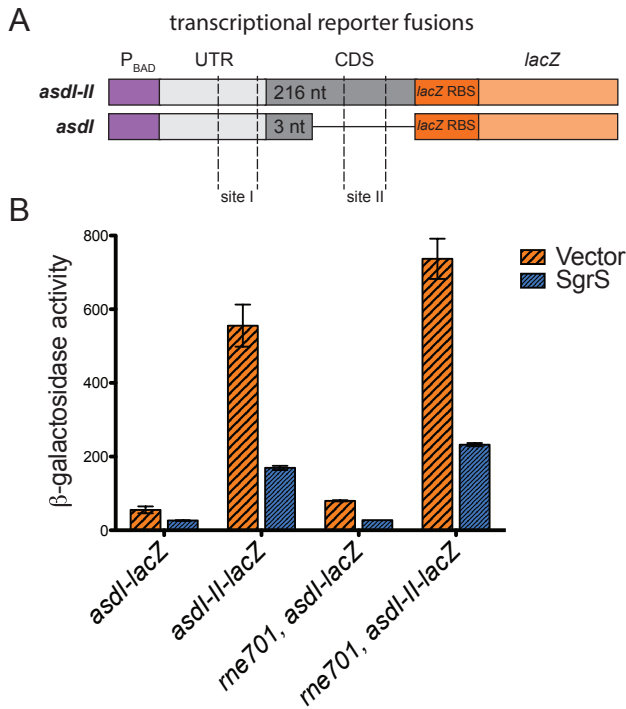 A
transcriptional reporter fusions
PBAD UTR CDS lacZ
asdI-II 216 nt lacZ RBS
asdI 3 nt lacZ RBS
site I site II
B
β-galactosidase activity
800
600
400
200
0
Vector
SgrS
asdI-lacZ
asdI-II-lacZ
rne701, asdI-lacZ
rne701, asdI-II-lacZ